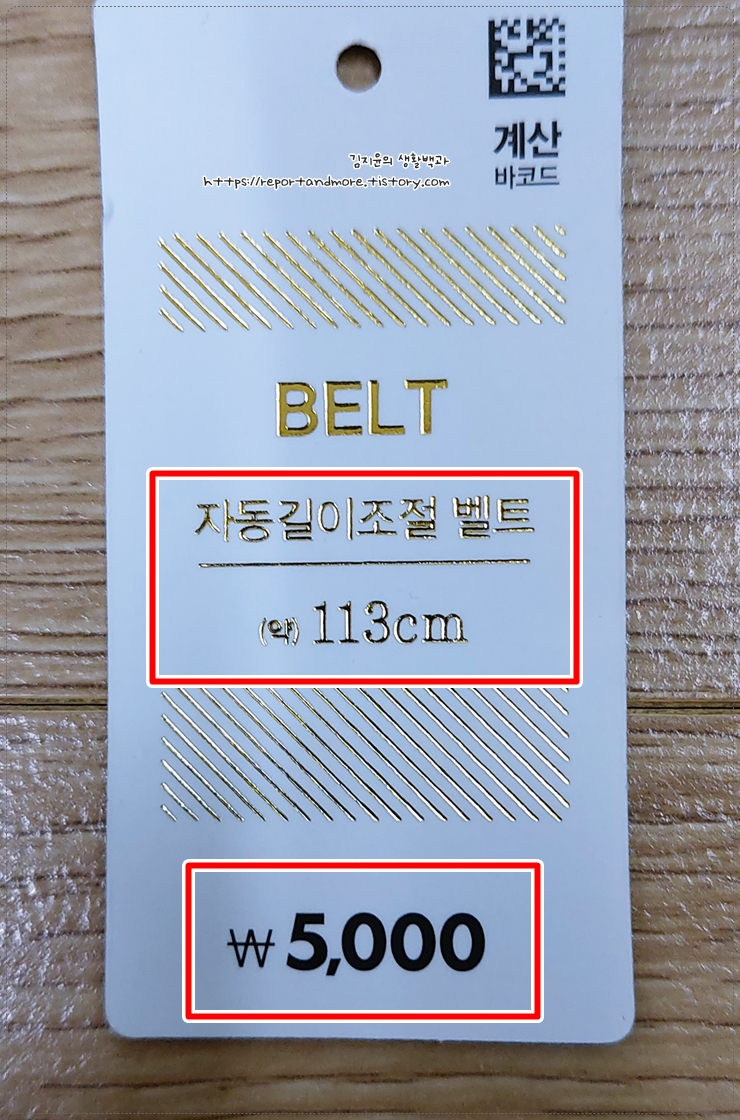 계산
바코드
김지윤의 생활백과
https://reportandmore.tistory.com
BELT
자동길이조절 벨트
(약) 113cm
₩5,000